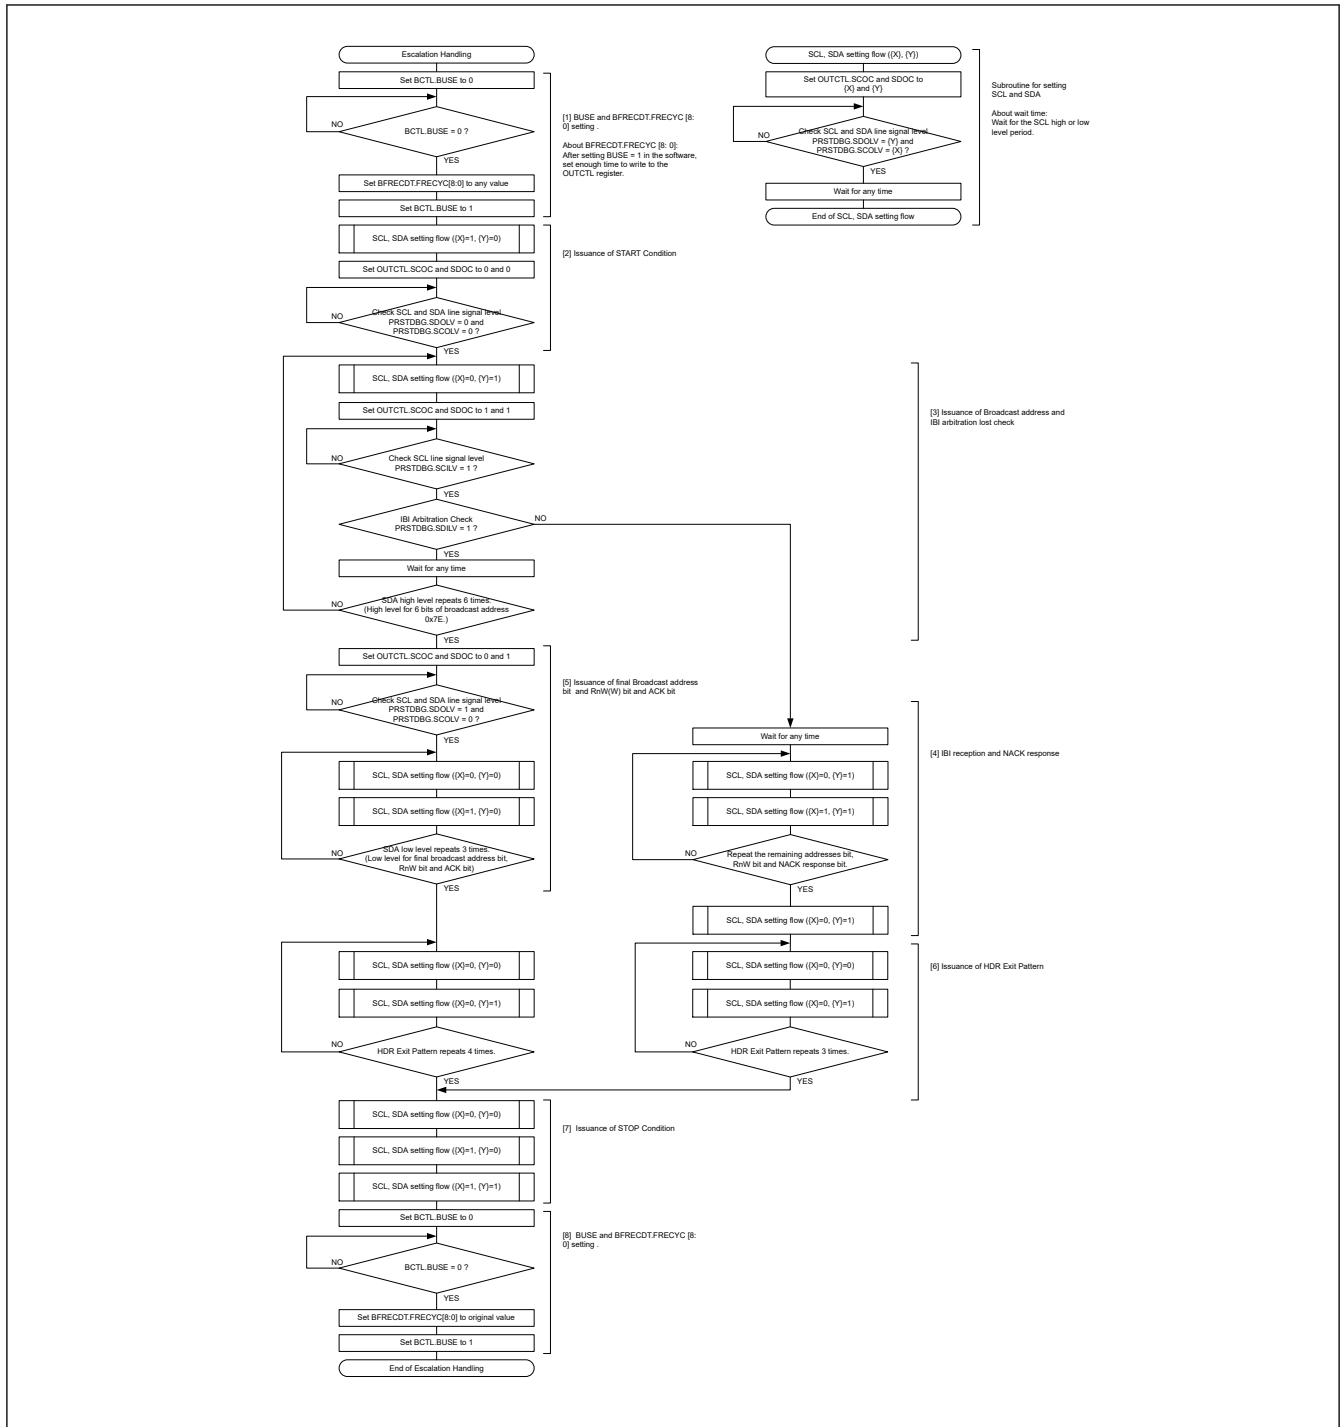 Escalation Handling
Set BCTL.BUSE to 0
NO
BCTL.BUSE = 0 ?
YES
Set BFRECDT.FRECYC[8:0] to any value
Set BCTL.BUSE to 1
[1] BUSE and BFRECDT.FRECYC [8:
0] setting .
About BFRECDT.FRECYC [8: 0]:
After setting BUSE = 1 in the software,
set enough time to write to the
OUTCTL register.
SCL, SDA setting flow ({X}, {Y})
Set OUTCTL.SCOC and SDOC to
{X} and {Y}
NO
Check SCL and SDA line signal level
PRSTDBG.SDOLV = {Y} and
PRSTDBG.SCOLV = {X} ?
YES
Wait for any time
End of SCL, SDA setting flow
Subroutine for setting
SCL and SDA
About wait time:
Wait for the SCL high or low
level period.
SCL, SDA setting flow ({X}=1, {Y}=0)
Set OUTCTL.SCOC and SDOC to 0 and 0
NO
Check SCL and SDA line signal level
PRSTDBG.SDOLV = 0 and
PRSTDBG.SCOLV = 0 ?
YES
[2] Issuance of START Condition
SCL, SDA setting flow ({X}=0, {Y}=1)
Set OUTCTL.SCOC and SDOC to 1 and 1
NO
Check SCL line signal level
PRSTDBG.SCILV = 1 ?
YES
IBI Arbitration Check
PRSTDBG.SDILV = 1 ?
NO
YES
Wait for any time
NO
SDA high level repeats 6 times.
(High level for 6 bits of broadcast address
0x7E.)
YES
[3] Issuance of Broadcast address and
IBI arbitration lost check
Set OUTCTL.SCOC and SDOC to 0 and 1
NO
Check SCL and SDA line signal level
PRSTDBG.SDOLV = 1 and
PRSTDBG.SCOLV = 0 ?
YES
SCL, SDA setting flow ({X}=0, {Y}=0)
SCL, SDA setting flow ({X}=1, {Y}=0)
NO
SDA low level repeats 3 times.
(Low level for final broadcast address bit,
RnW bit and ACK bit)
YES
[5] Issuance of final Broadcast address
bit and RnW(W) bit and ACK bit
Wait for any time
SCL, SDA setting flow ({X}=0, {Y}=1)
SCL, SDA setting flow ({X}=1, {Y}=1)
NO
Repeat the remaining addresses bit,
RnW bit and NACK response bit.
YES
SCL, SDA setting flow ({X}=0, {Y}=1)
[4] IBI reception and NACK response
SCL, SDA setting flow ({X}=0, {Y}=0)
SCL, SDA setting flow ({X}=0, {Y}=1)
NO
HDR Exit Pattern repeats 4 times.
YES
SCL, SDA setting flow ({X}=0, {Y}=0)
SCL, SDA setting flow ({X}=0, {Y}=1)
NO
HDR Exit Pattern repeats 3 times.
YES
[6] Issuance of HDR Exit Pattern
SCL, SDA setting flow ({X}=0, {Y}=0)
SCL, SDA setting flow ({X}=1, {Y}=0)
SCL, SDA setting flow ({X}=1, {Y}=1)
[7] Issuance of STOP Condition
Set BCTL.BUSE to 0
NO
BCTL.BUSE = 0 ?
YES
Set BFRECDT.FRECYC[8:0] to original value
Set BCTL.BUSE to 1
End of Escalation Handling
[8] BUSE and BFRECDT.FRECYC [8:
0] setting .